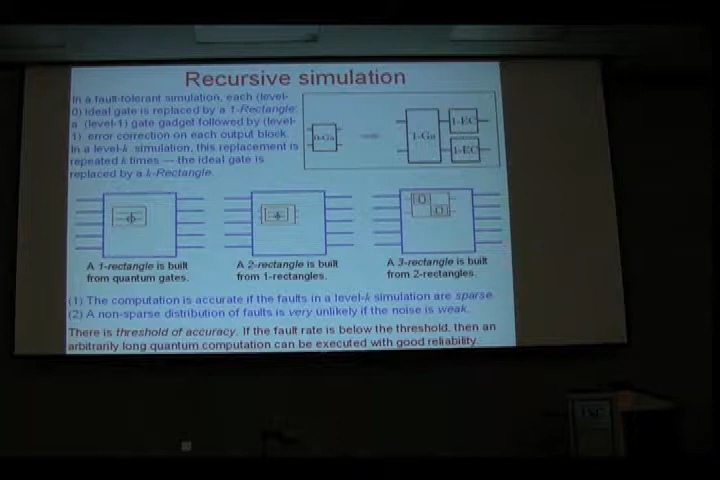 Recursive simulation
In a fault-tolerant simulation, each (level-
0) ideal gate is replaced by a 1-Rectangle:
a (level-1) gate gadget followed by (level-
1) error correction on each output block.
In a level-k simulation, this replacement is
repeated k times — the ideal gate is
replaced by a k-Rectangle.
0-Ga
1-Ga
1-EC
1-EC
A 1-rectangle is built
from quantum gates.
A 2-rectangle is built
from 1-rectangles.
A 3-rectangle is built
from 2-rectangles.
(1) The computation is accurate if the faults in a level-k simulation are sparse.
(2) A non-sparse distribution of faults is very unlikely if the noise is weak.
There is threshold of accuracy. If the fault rate is below the threshold, then an
arbitrarily long quantum computation can be executed with good reliability.